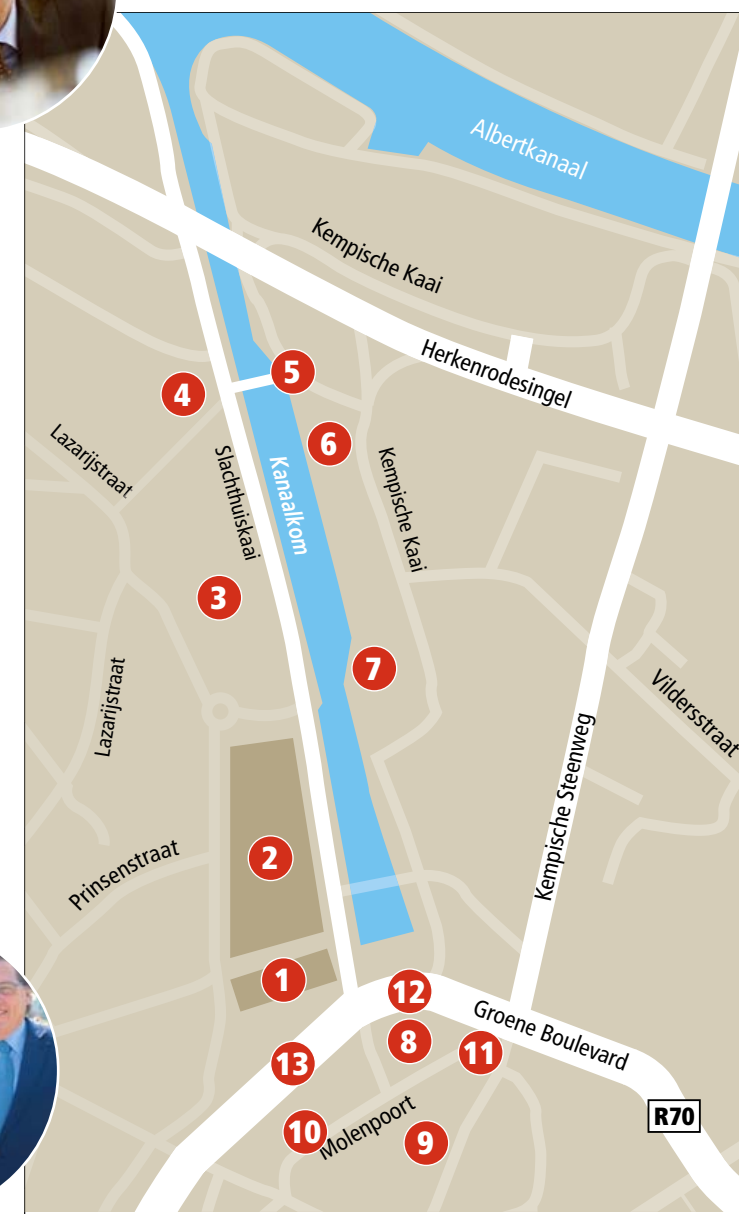 Albertkanaal
Kempische Kaai
Herkenrodesingel
5
4
6
Lazarijstraat
Slachthuiskaai
Kanaalkom
Kempische Kaai
3
7
Lazarijstraat
Vildersstraat
Kempische Steenweg
2
Prinsenstraat
1
12
Groene Boulevard
8
11
13
R70
10
Molenpoort
9